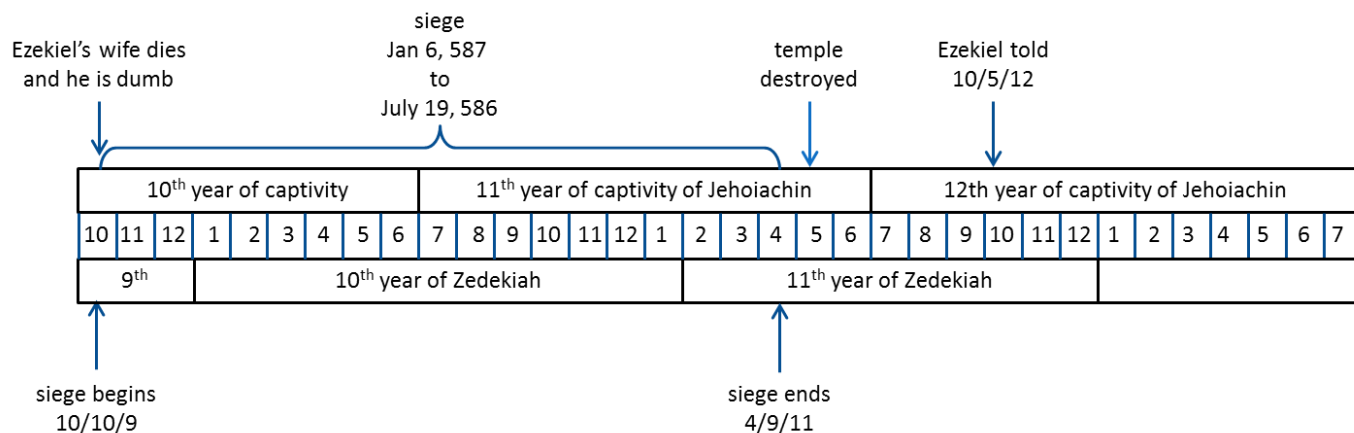 siege
Jan 6, 587
to
July 19, 586
Ezekiel’s wife dies
and he is dumb
temple
destroyed
Ezekiel told
10/5/12
10th year of captivity
11th year of captivity of Jehoiachin
12th year of captivity of Jehoiachin
10 11 12 1 2 3 4 5 6 7 8 9 10 11 12 1 2 3 4 5 6 7 8 9 10 11 12 1 2 3 4 5 6 7
9th
10th year of Zedekiah
11th year of Zedekiah
siege begins
10/10/9
siege ends
4/9/11